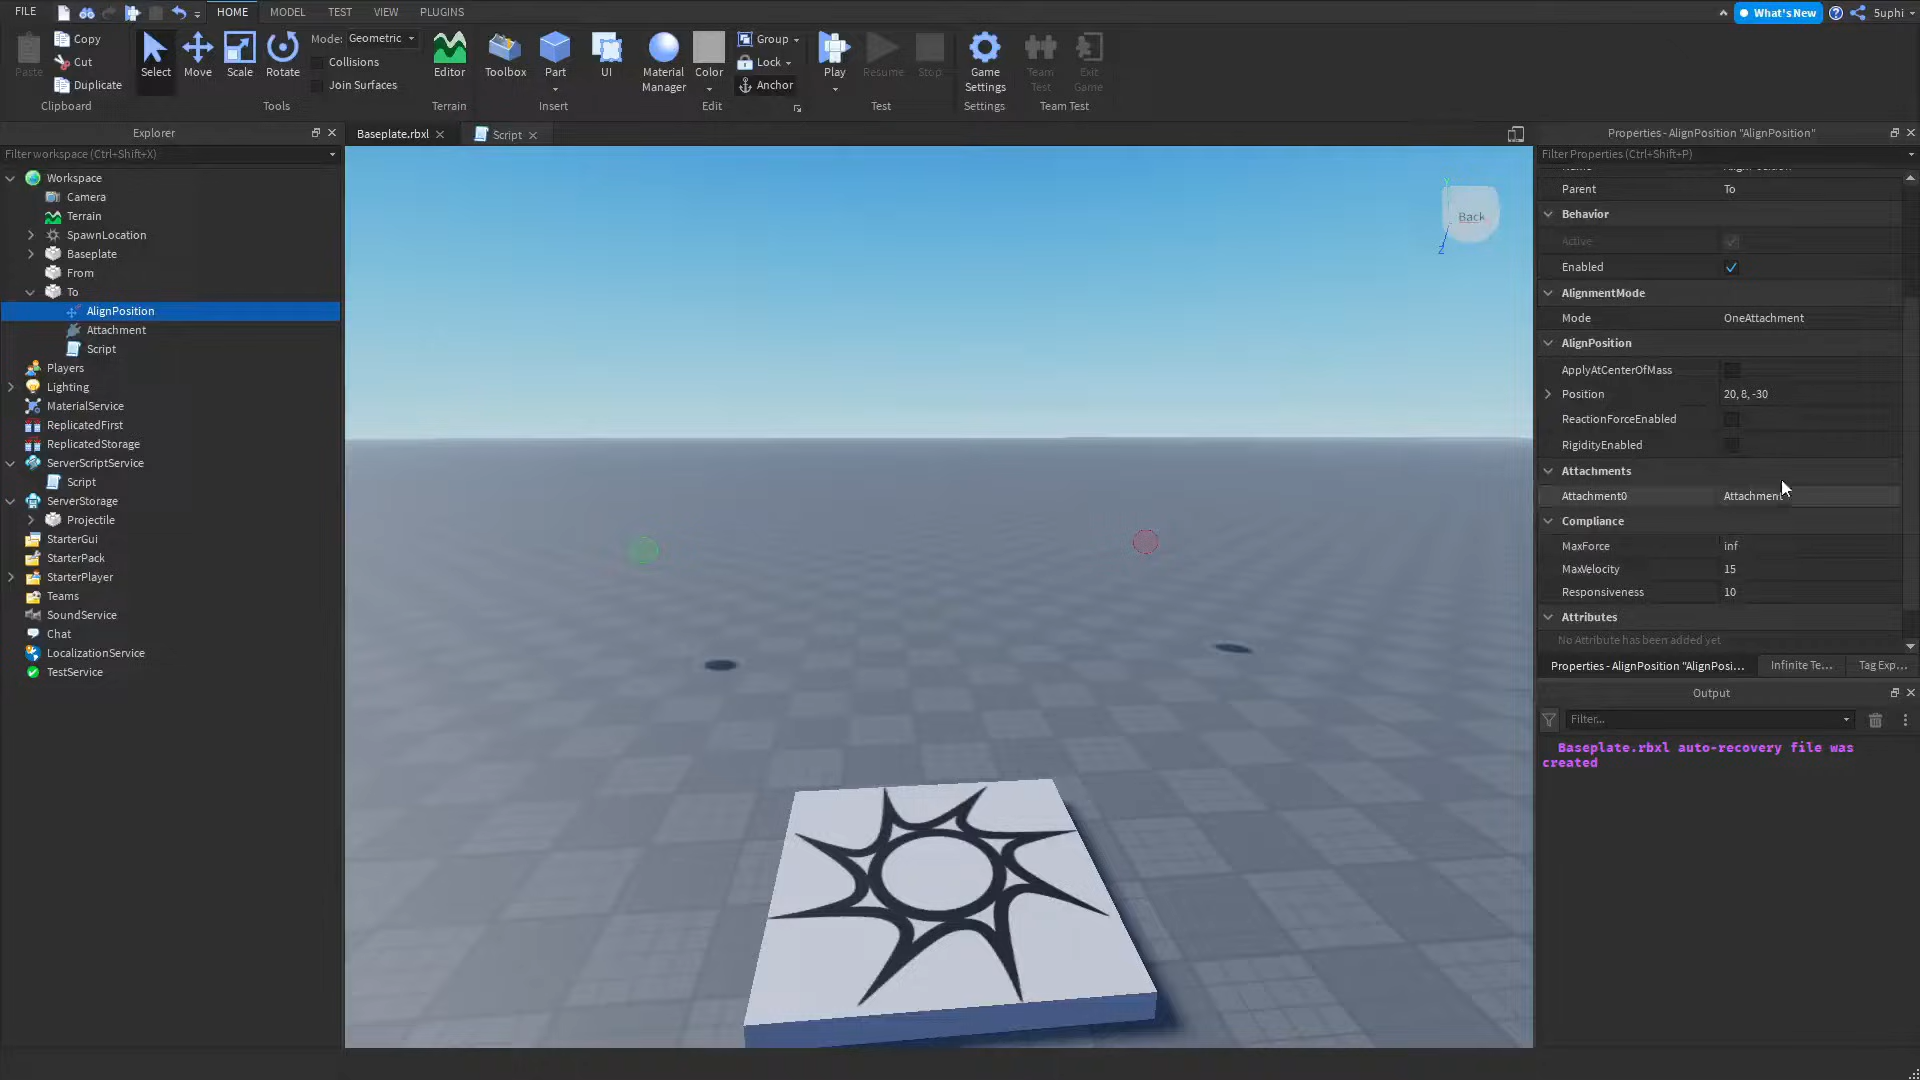 FILE
HOME
MODEL
TEST
VIEW
PLUGINS
What's New
5uphi
Paste
Copy
Cut
Duplicate
Clipboard
Select
Move
Scale
Rotate
Mode: Geometric
Collisions
Join Surfaces
Tools
Editor
Terrain
Toolbox
Part
UI
Insert
Material
Manager
Color
Group
Lock
Anchor
Edit
Play
Resume
Stop
Test
Game
Settings
Settings
Team
Test
Exit
Game
Team Test
Explorer
Filter workspace (Ctrl+Shift+X)
Workspace
Camera
Terrain
SpawnLocation
Baseplate
From
To
AlignPosition
Attachment
Script
Players
Lighting
MaterialService
ReplicatedFirst
ReplicatedStorage
ServerScriptService
Script
ServerStorage
Projectile
StarterGui
StarterPack
StarterPlayer
Teams
SoundService
Chat
LocalizationService
TestService
Baseplate.rbxl
Script
Back
Z
Properties - AlignPosition "AlignPosition"
Filter Properties (Ctrl+Shift+P)
Parent To
Behavior
Active
Enabled
AlignmentMode
Mode OneAttachment
AlignPosition
ApplyAtCenterOfMass
Position 20, 8, -30
ReactionForceEnabled
RigidityEnabled
Attachments
Attachment0 Attachment
Compliance
MaxForce inf
MaxVelocity 15
Responsiveness 10
Attributes
No Attribute has been added yet
Properties - AlignPosition "AlignPosi...
Infinite Te...
Tag Exp...
Output
Filter...
Baseplate.rbxl auto-recovery file was
created